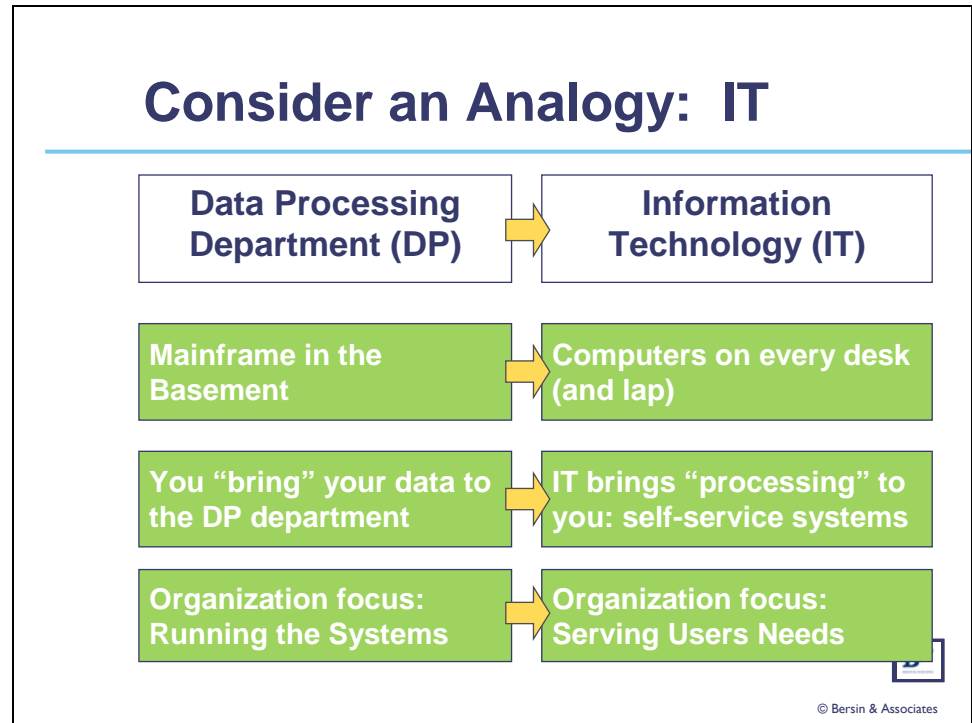 Consider an Analogy: IT
Data Processing
Department (DP)
Information
Technology (IT)
Mainframe in the
Basement
Computers on every desk
(and lap)
You “bring” your data to
the DP department
IT brings “processing” to
you: self-service systems
Organization focus:
Running the Systems
Organization focus:
Serving Users Needs
© Bersin & Associates